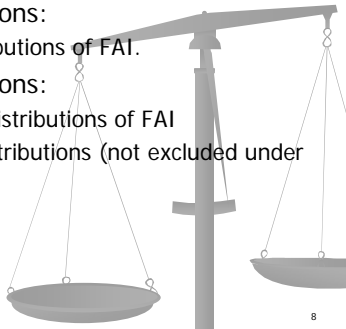 ons:
butions of FAI.
ons:
istributions of FAI
tributions (not excluded under
8